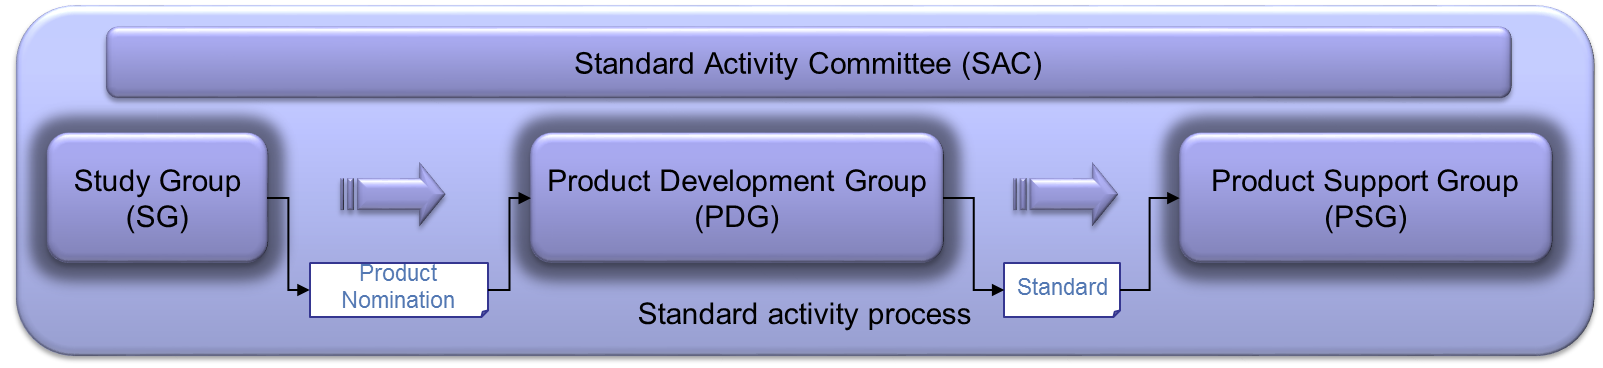 Standard Activity Committee (SAC)
Study Group
(SG)
Product
Nomination
Product Development Group
(PDG)
Standard
Product Support Group
(PSG)
Standard activity process